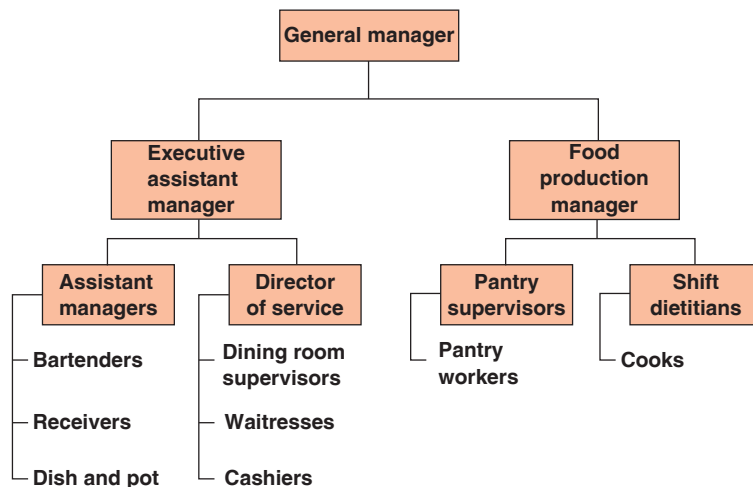 General manager
Executive
assistant
manager
Food
production
manager
Assistant
managers
Director
of service
Pantry
supervisors
Shift
dietitians
Bartenders
Dining room
supervisors
Pantry
workers
Cooks
Receivers
Waitresses
Dish and pot
Cashiers